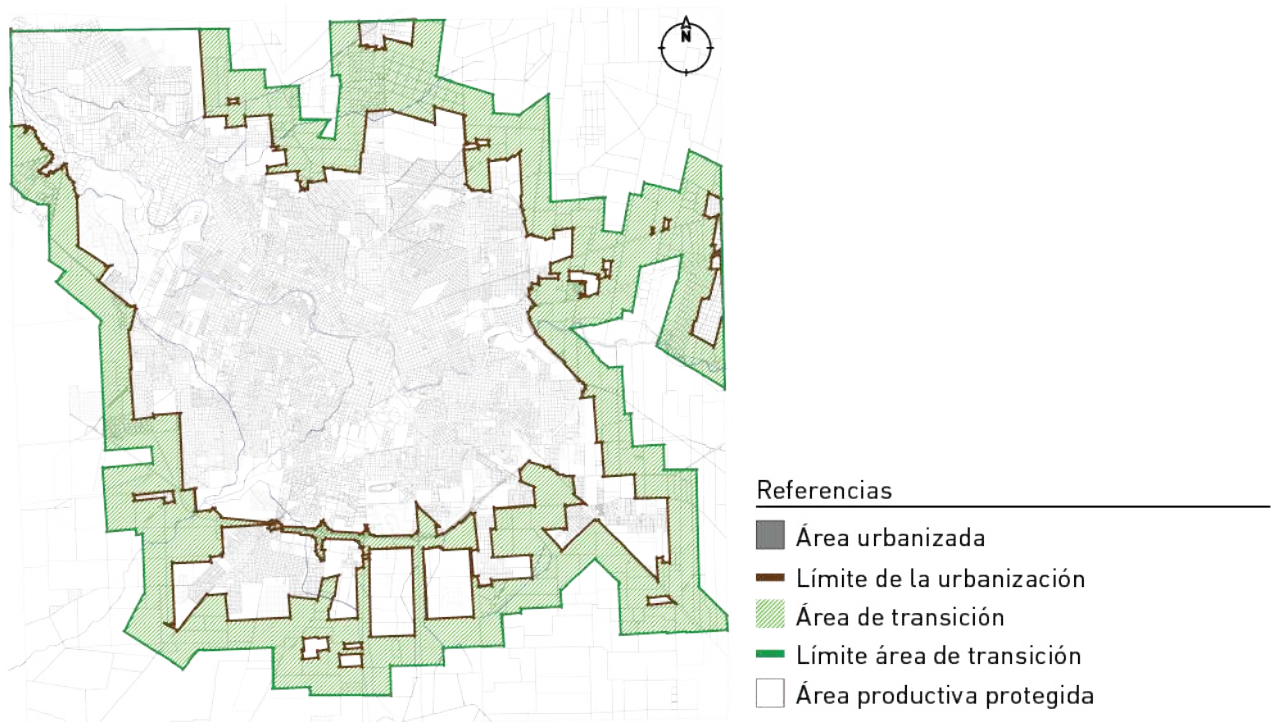 N
Referencias
Área urbanizada
Límite de la urbanización
Área de transición
Límite área de transición
Área productiva protegida